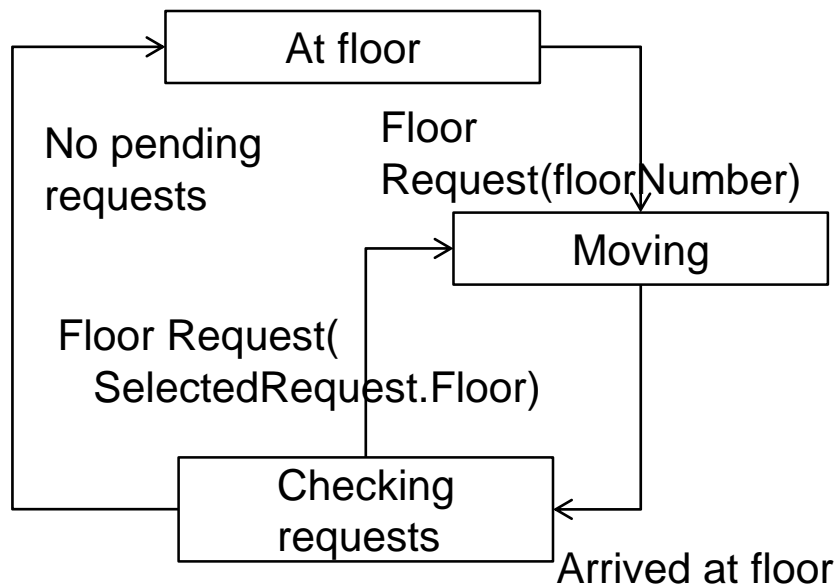 At floor
No pending
requests
Floor
Request(floorNumber)
Moving
Floor Request(
SelectedRequest.Floor)
Checking
requests
Arrived at floor